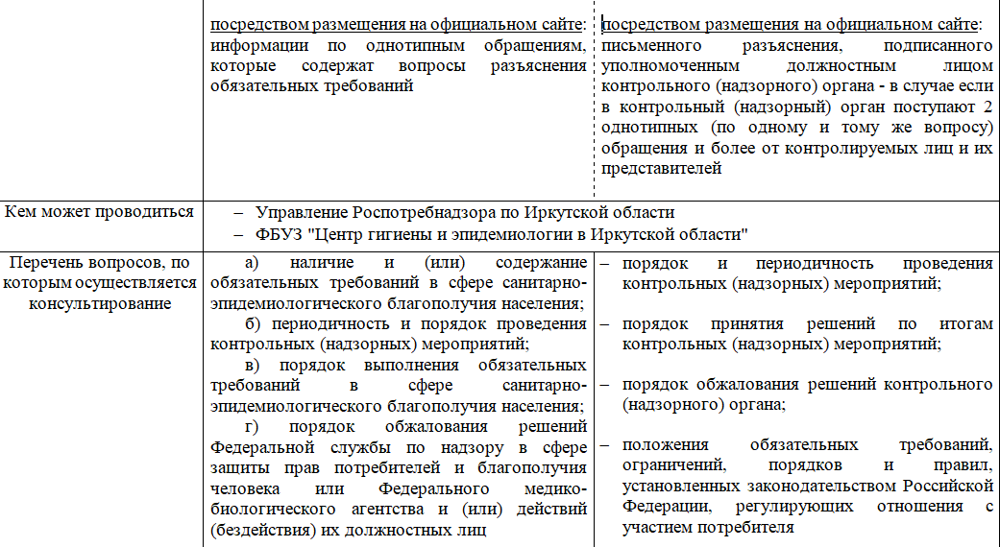 посредством размещения на официальном сайте:
информации по однотипным обращениям,
которые содержат вопросы разъяснения
обязательных требований
посредством размещения на официальном сайте:
письменного разъяснения, подписанного
уполномоченным должностным лицом
контрольного (надзорного) органа - в случае если
в контрольный (надзорный) орган поступают 2
однотипных (по одному и тому же вопросу)
обращения и более от контролируемых лиц и их
представителей
Кем может проводиться
– Управление Роспотребнадзора по Иркутской области
– ФБУЗ "Центр гигиены и эпидемиологии в Иркутской области"
Перечень вопросов, по
которым осуществляется
консультирование
а) наличие и (или) содержание
обязательных требований в сфере санитарно-
эпидемиологического благополучия населения;
б) периодичность и порядок проведения
контрольных (надзорных) мероприятий;
в) порядок выполнения обязательных
требований в сфере санитарно-
эпидемиологического благополучия населения;
г) порядок обжалования решений
Федеральной службы по надзору в сфере
защиты прав потребителей и благополучия
человека или Федерального медико-
биологического агентства и (или) действий
(бездействия) их должностных лиц
– порядок и периодичность проведения
контрольных (надзорных) мероприятий;
– порядок принятия решений по итогам
контрольных (надзорных) мероприятий;
– порядок обжалования решений контрольного
(надзорного) органа;
– положения обязательных требований,
ограничений, порядков и правил,
установленных законодательством Российской
Федерации, регулирующих отношения с
участием потребителя